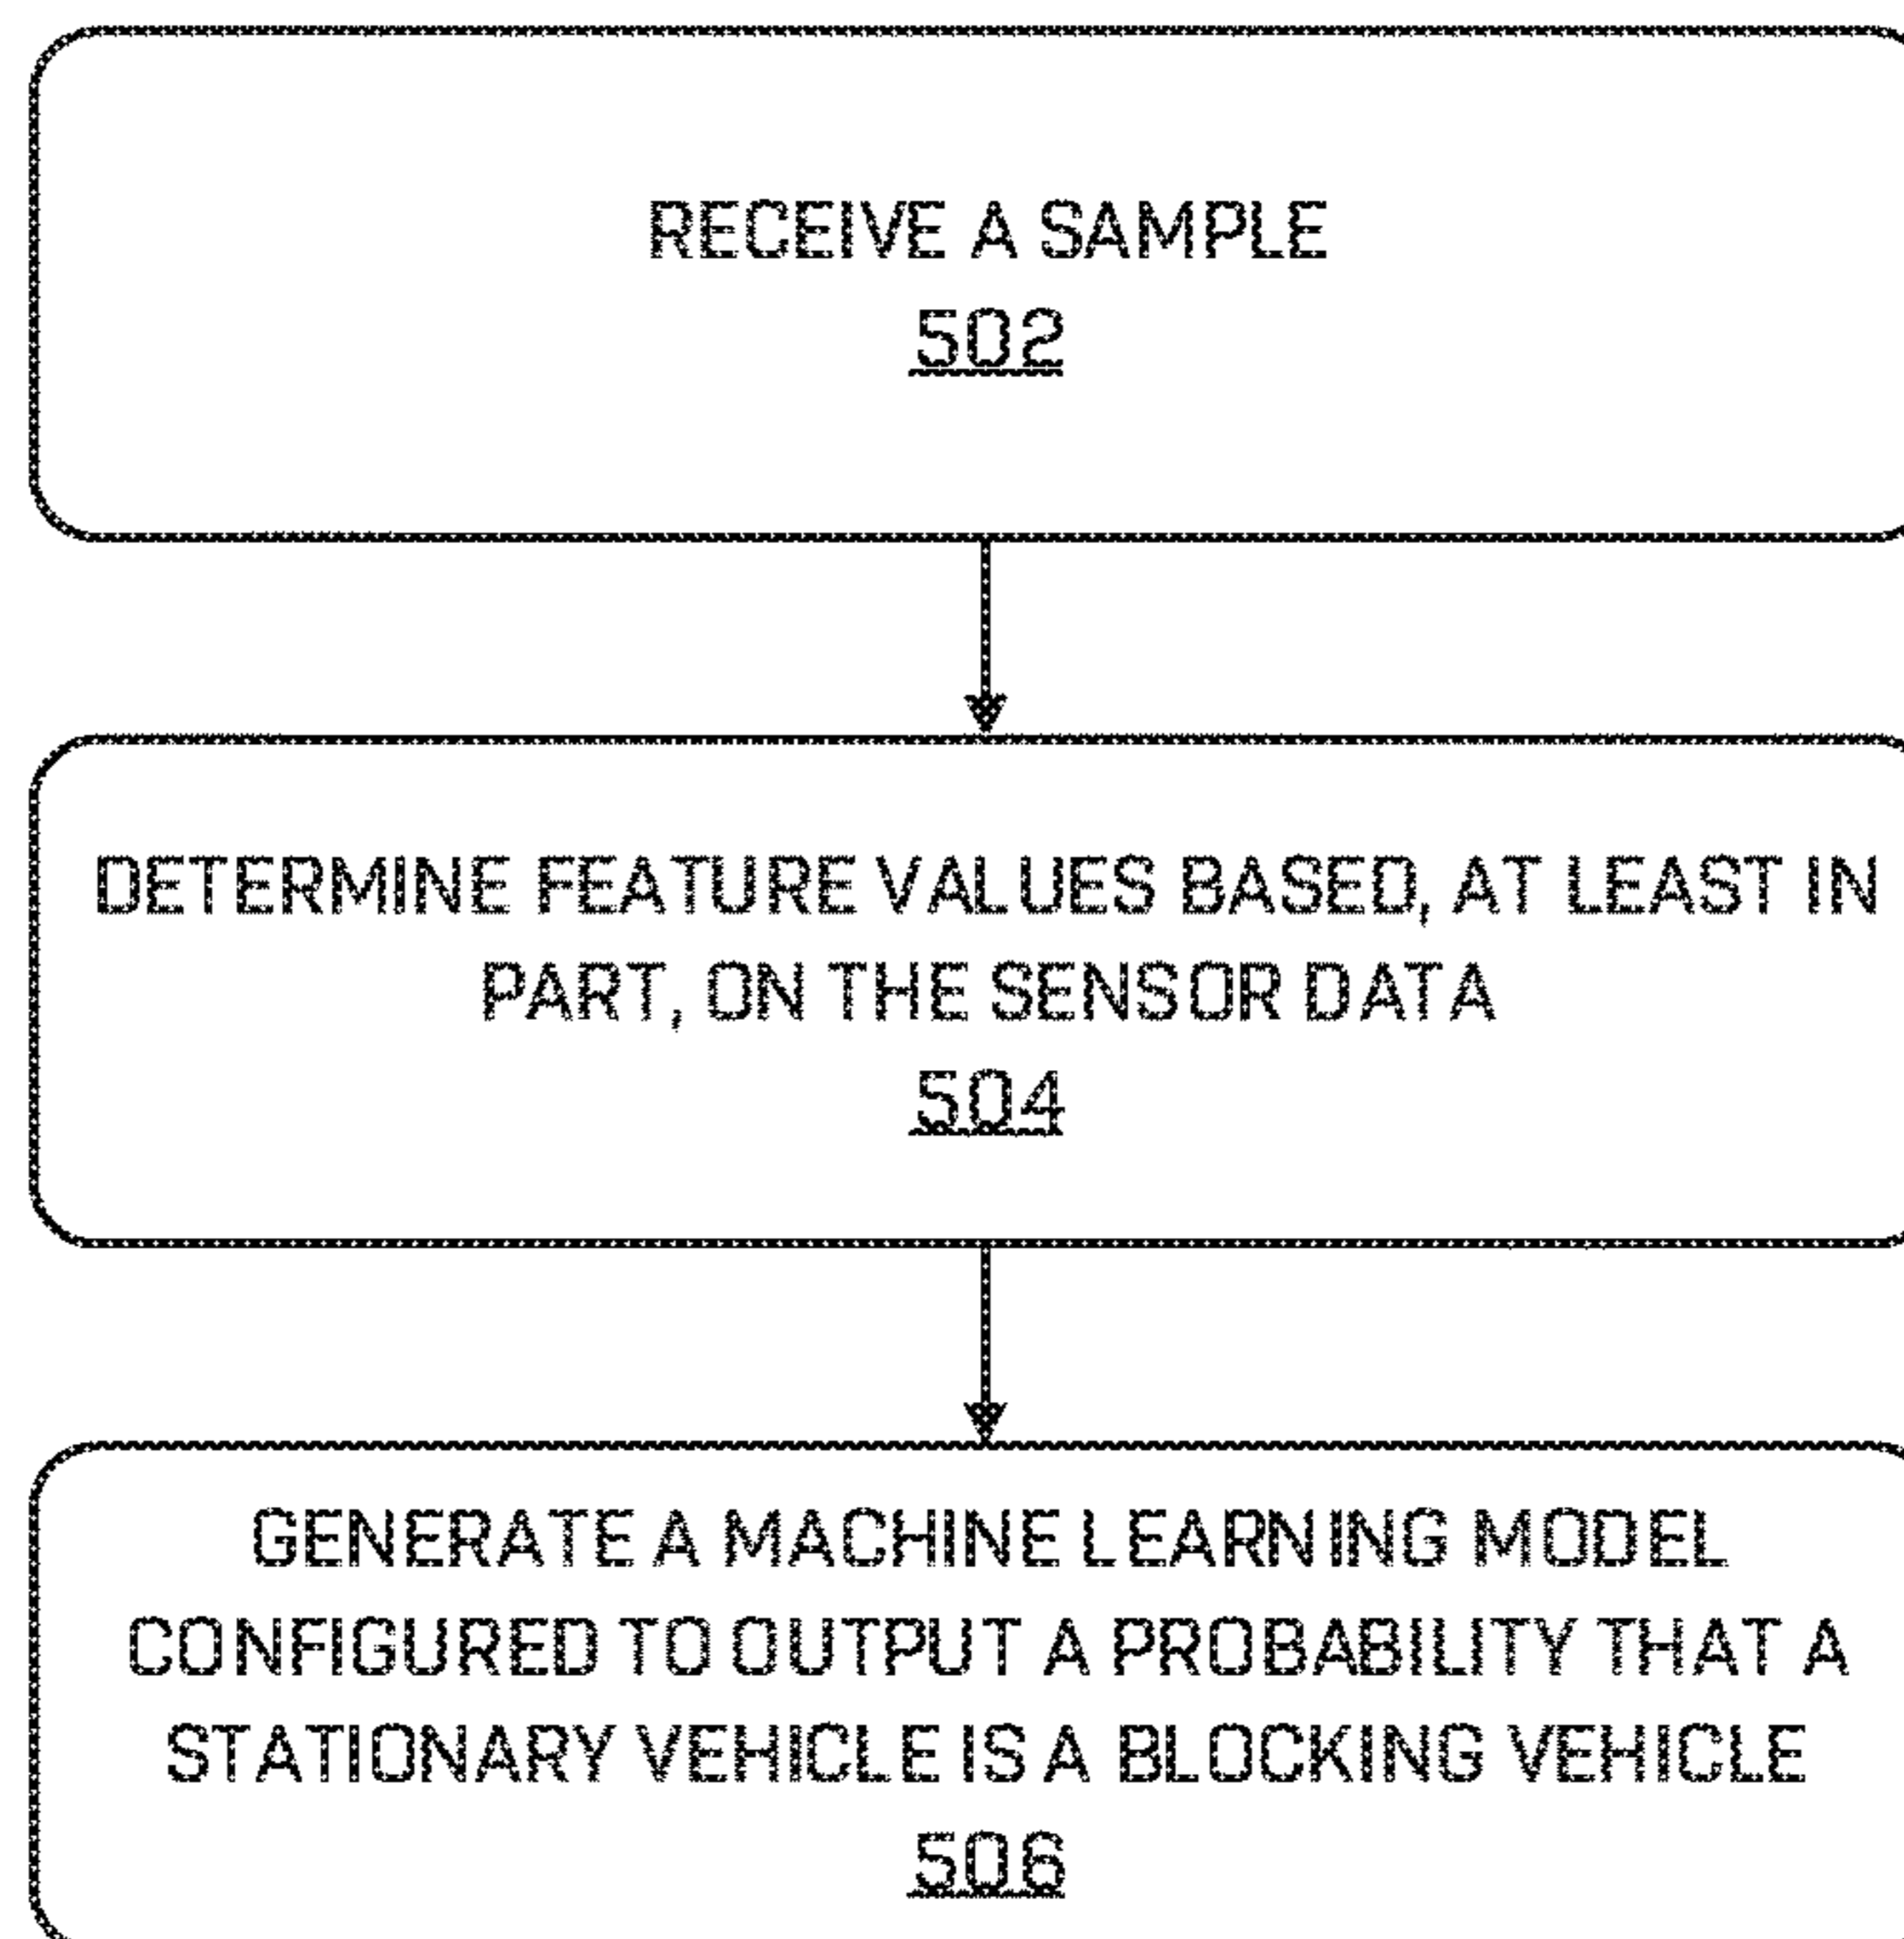 RECEIVE A SAMPLE
502
DETERMINE FEATURE VALUES BASED, AT LEAST IN
PART, ON THE SENSOR DATA
504
GENERATE A MACHINE LEARNING MODEL
CONFIGURED TO OUTPUT A PROBABILITY THAT A
STATIONARY VEHICLE IS A BLOCKING VEHICLE
506